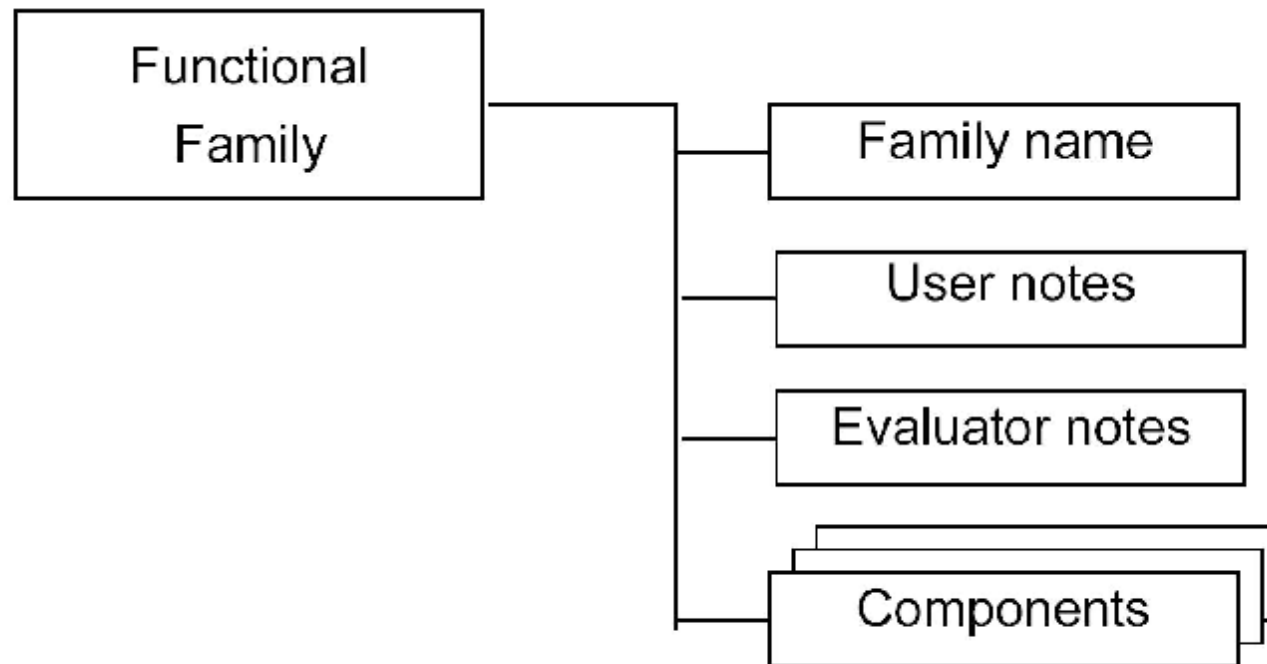 Functional
Family
Family name
User notes
Evaluator notes
Components